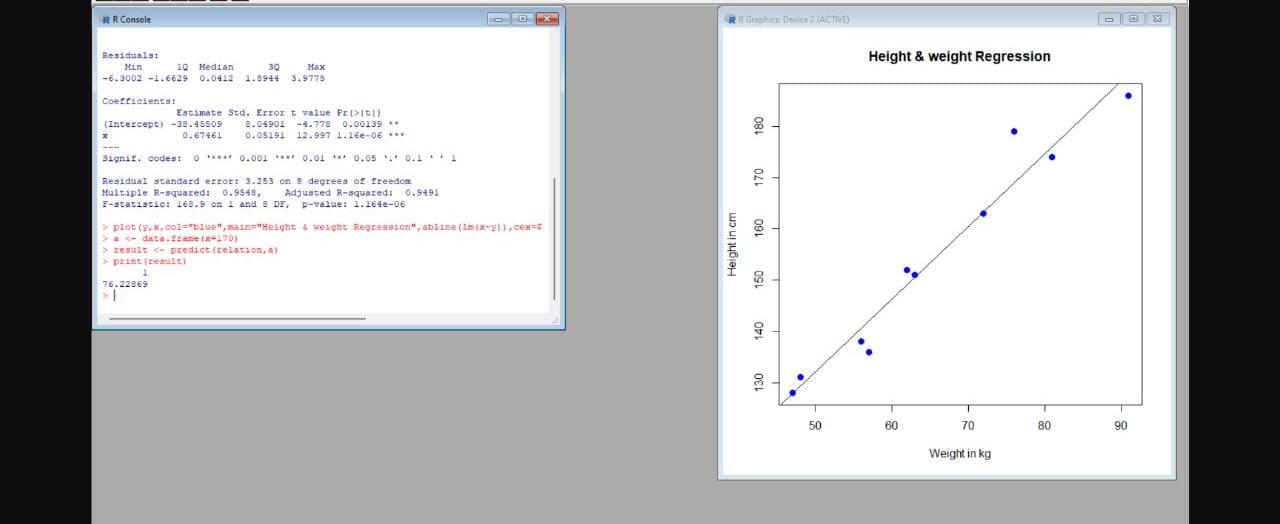 R Console
Residuals:
Min 1Q Median 3Q Max
-6.3002 -1.6629 0.0412 1.8944 3.9775
Coefficients:
Estimate Std. Error t value Pr(>|t|)
(Intercept) -38.45509 8.04901 -4.778 0.00139 **
x 0.67461 0.05191 12.997 1.16e-06 ***
---
Signif. codes: 0 '***' 0.001 '**' 0.01 '*' 0.05 '.' 0.1 ' ' 1
Residual standard error: 3.253 on 8 degrees of freedom
Multiple R-squared: 0.9548, Adjusted R-squared: 0.9491
F-statistic: 168.9 on 1 and 8 DF, p-value: 1.164e-06
> plot(y,x,col="blue",main="Height & weight Regression",abline(lm(x~y)),cex=$
> a <- data.frame(x=170)
> result <- predict(relation,a)
> print(result)
1
76.22869
>
R Graphics: Device 2 (ACTIVE)
Height & weight Regression
Height in cm
180
170
160
150
140
130
50 60 70 80 90
Weight in kg